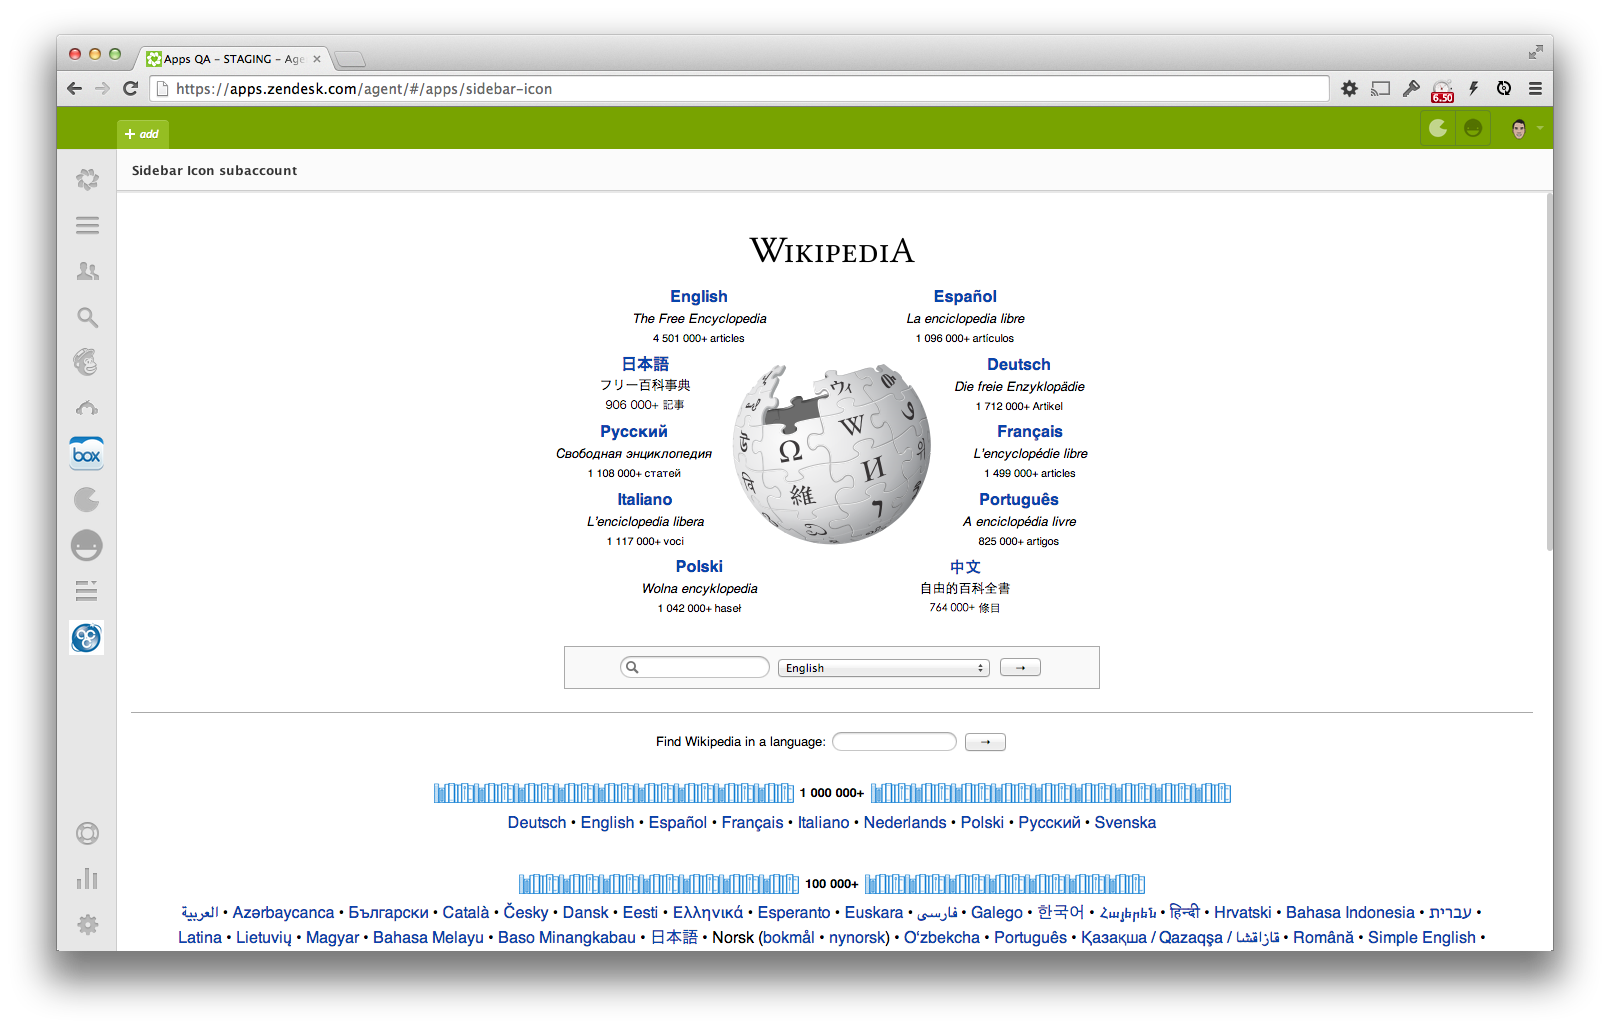 Apps QA – STAGING – Age
https://apps.zendesk.com/agent/#/apps/sidebar-icon
6.50
+ add
Sidebar Icon subaccount
box
WIKIPEDIA
English
The Free Encyclopedia
4 501 000+ articles
Español
La enciclopedia libre
1 096 000+ artículos
日本語
フリー百科事典
906 000+ 記事
Deutsch
Die freie Enzyklopädie
1 712 000+ Artikel
Русский
Свободная энциклопедия
1 108 000+ статей
Français
L'encyclopédie libre
1 499 000+ articles
Italiano
L'enciclopedia libera
1 117 000+ voci
Português
A enciclopédia livre
825 000+ artigos
Polski
Wolna encyklopedia
1 042 000+ haseł
中文
自由的百科全書
764 000+ 條目
Ω W И 維 ウィ 7
English →
Find Wikipedia in a language: →
1 000 000+
Deutsch • English • Español • Français • Italiano • Nederlands • Polski • Русский • Svenska
100 000+
العربية • Azərbaycanca • Български • Català • Česky • Dansk • Eesti • Ελληνικά • Esperanto • Euskara • فارسی • Galego • 한국어 • Հայերեն • हिन्दी • Hrvatski • Bahasa Indonesia • עברית •
Latina • Lietuvių • Magyar • Bahasa Melayu • Baso Minangkabau • 日本語 • Norsk (bokmål • nynorsk) • Oʻzbekcha • Português • Қазақша / Qazaqşa / قازاقشا • Română • Simple English •